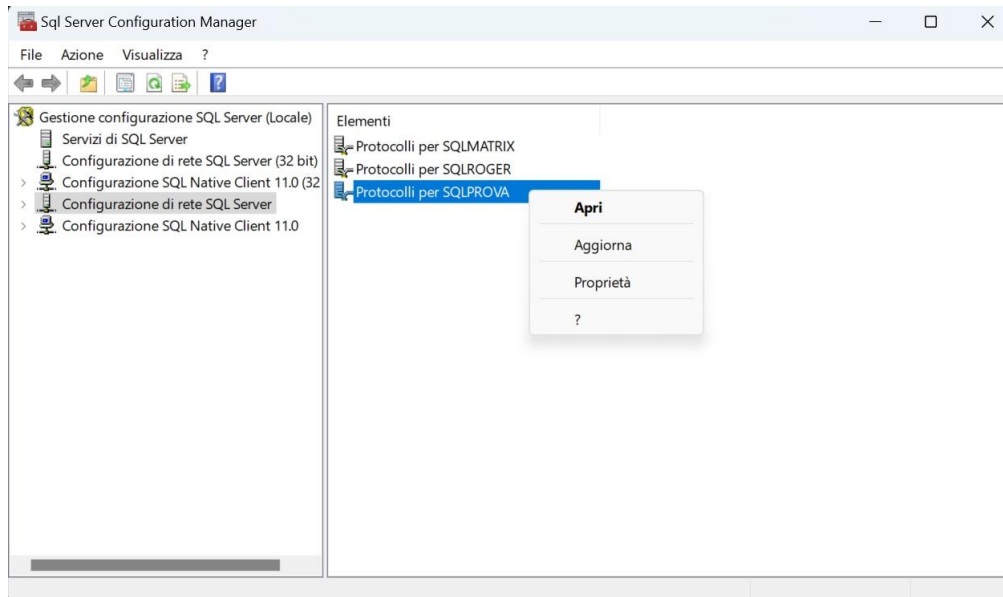 Sql Server Configuration Manager
File Azione Visualizza ?
Gestione configurazione SQL Server (Locale)
Servizi di SQL Server
Configurazione di rete SQL Server (32 bit)
Configurazione SQL Native Client 11.0 (32
Configurazione di rete SQL Server
Configurazione SQL Native Client 11.0
Elementi
Protocolli per SQLMATRIX
Protocolli per SQLROGER
Protocolli per SQLPROVA
Apri
Aggiorna
Proprietà
?